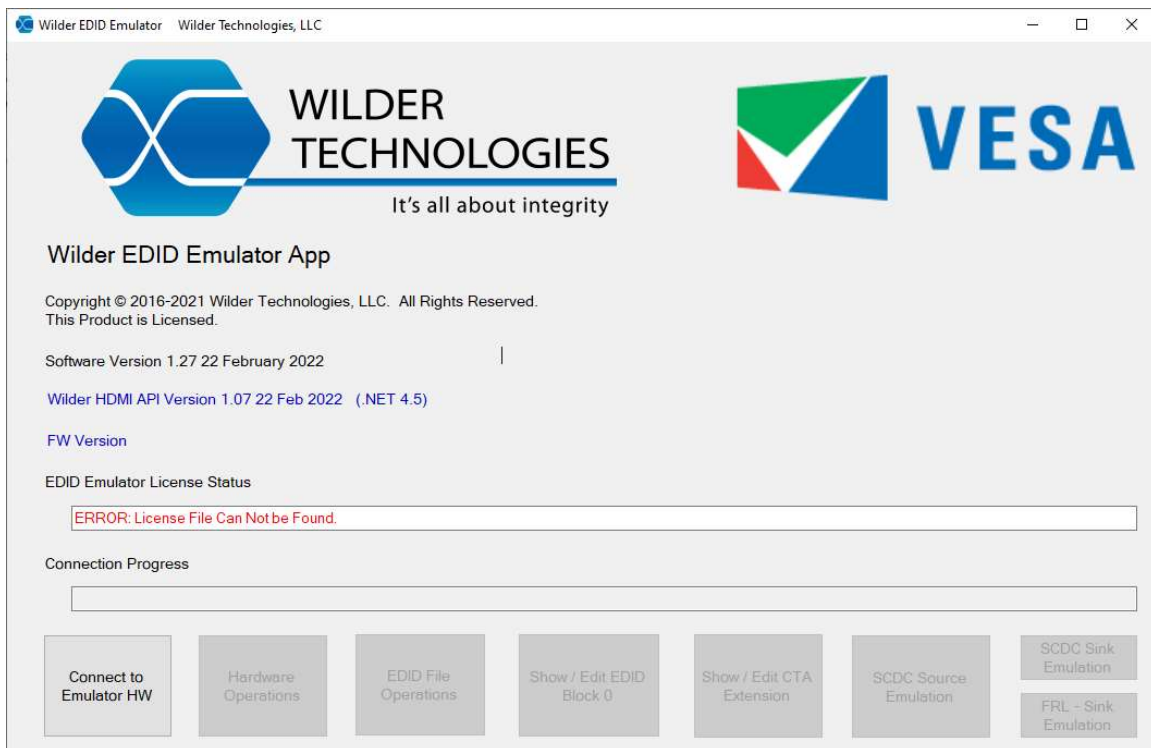 Wilder EDID Emulator    Wilder Technologies, LLC
WILDER
TECHNOLOGIES
It's all about integrity
VESA
Wilder EDID Emulator App
Copyright © 2016-2021 Wilder Technologies, LLC.  All Rights Reserved.
This Product is Licensed.
Software Version 1.27 22 February 2022
Wilder HDMI API Version 1.07 22 Feb 2022   (.NET 4.5)
FW Version
EDID Emulator License Status
ERROR: License File Can Not be Found.
Connection Progress
Connect to
Emulator HW
Hardware
Operations
EDID File
Operations
Show / Edit EDID
Block 0
Show / Edit CTA
Extension
SCDC Source
Emulation
SCDC Sink
Emulation
FRL - Sink
Emulation